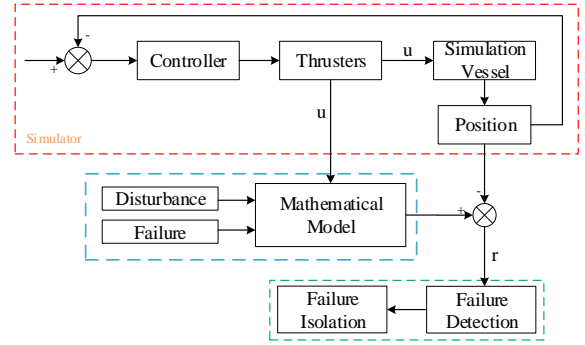 -
+
Controller
Thrusters
u
Simulation
Vessel
Position
Simulator
u
-
+
Disturbance
Failure
Mathematical
Model
r
Failure
Isolation
Failure
Detection